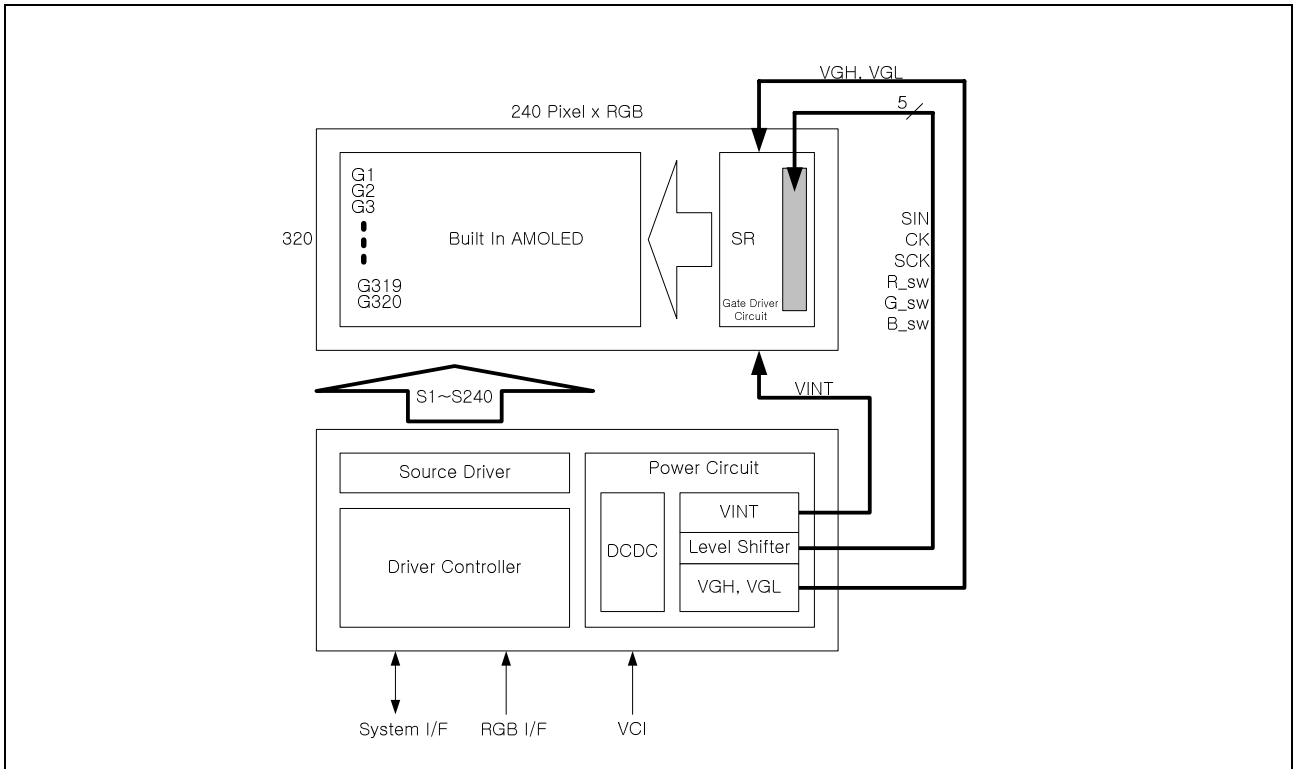 VGH, VGL
5
240 Pixel x RGB
G1
G2
G3
320
Built In AMOLED
SR
G319
G320
Gate Driver
Circuit
SIN
CK
SCK
R_sw
G_sw
B_sw
VINT
S1~S240
Source Driver
Driver Controller
Power Circuit
DCDC
VINT
Level Shifter
VGH, VGL
System I/F
RGB I/F
VCI